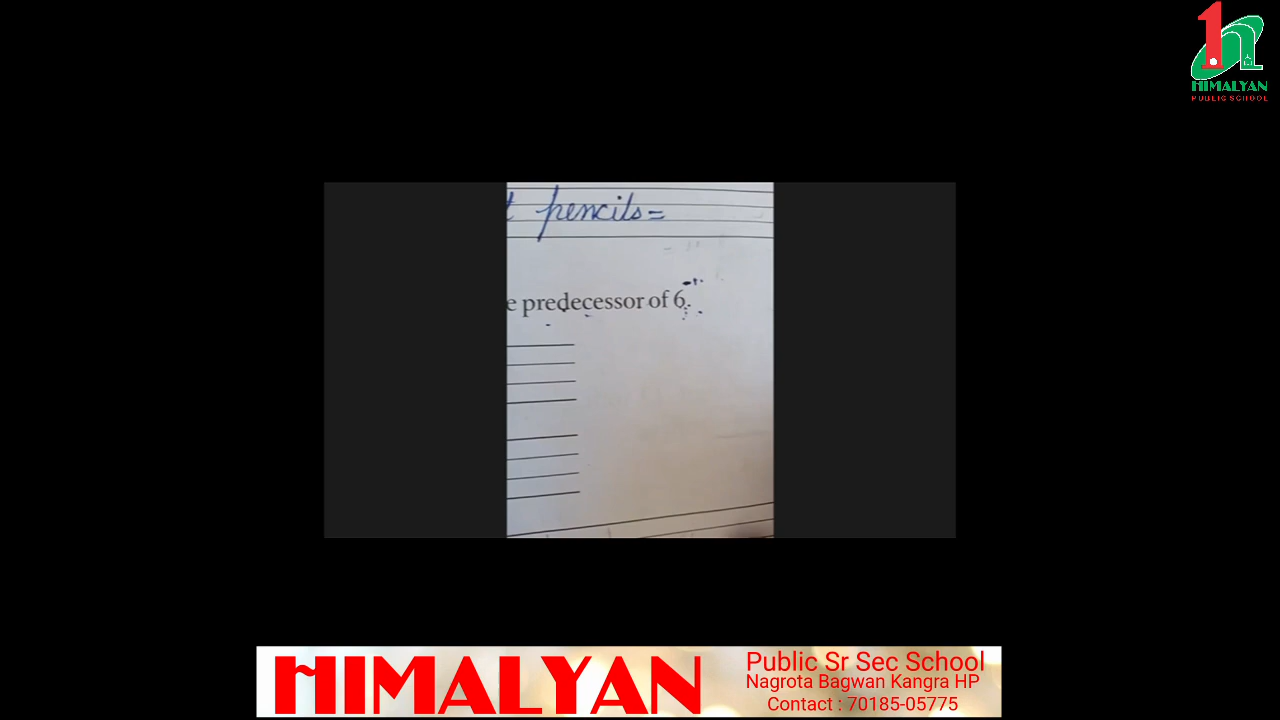 HIMALYAN
PUBLIC SCHOOL
pencils=
e predecessor of 6.
HIMALYAN
Public Sr Sec School
Nagrota Bagwan Kangra HP
Contact : 70185-05775